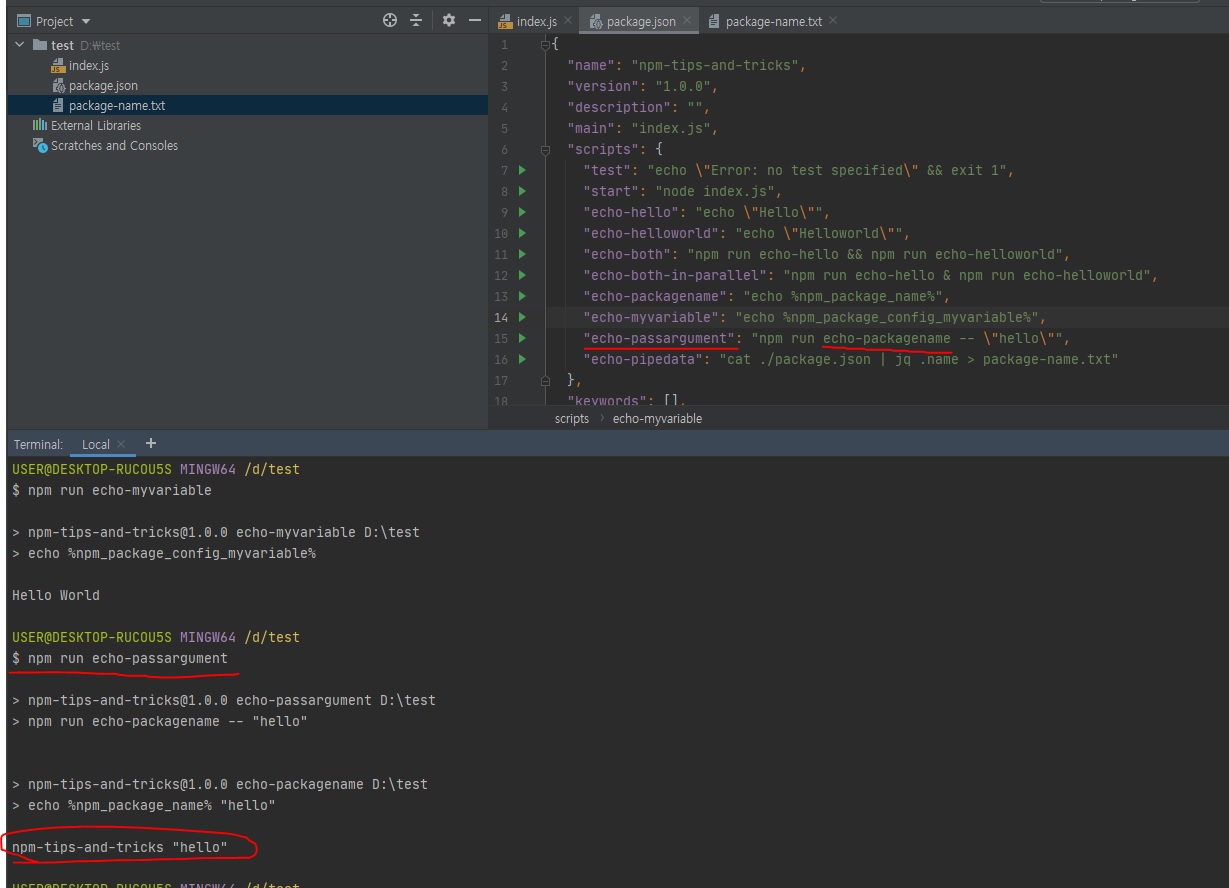 Project
index.js
package.json
package-name.txt
test D:\test
index.js
package.json
package-name.txt
External Libraries
Scratches and Consoles
1 {
2 "name": "npm-tips-and-tricks",
3 "version": "1.0.0",
4 "description": "",
5 "main": "index.js",
6 "scripts": {
7 "test": "echo \"Error: no test specified\" && exit 1",
8 "start": "node index.js",
9 "echo-hello": "echo \"Hello\"",
10 "echo-helloworld": "echo \"Helloworld\"",
11 "echo-both": "npm run echo-hello && npm run echo-helloworld",
12 "echo-both-in-parallel": "npm run echo-hello & npm run echo-helloworld",
13 "echo-packagename": "echo %npm_package_name%",
14 "echo-myvariable": "echo %npm_package_config_myvariable%",
15 "echo-passargument": "npm run echo-packagename -- \"hello\"",
16 "echo-pipedata": "cat ./package.json | jq .name > package-name.txt"
17 },
18 "keywords": [],
scripts › echo-myvariable
Terminal: Local +
USER@DESKTOP-RUCOU5S MINGW64 /d/test
$ npm run echo-myvariable
> npm-tips-and-tricks@1.0.0 echo-myvariable D:\test
> echo %npm_package_config_myvariable%
Hello World
USER@DESKTOP-RUCOU5S MINGW64 /d/test
$ npm run echo-passargument
> npm-tips-and-tricks@1.0.0 echo-passargument D:\test
> npm run echo-packagename -- "hello"
> npm-tips-and-tricks@1.0.0 echo-packagename D:\test
> echo %npm_package_name% "hello"
npm-tips-and-tricks "hello"
USER@DESKTOP-RUCOU5S MINGW64 /d/test